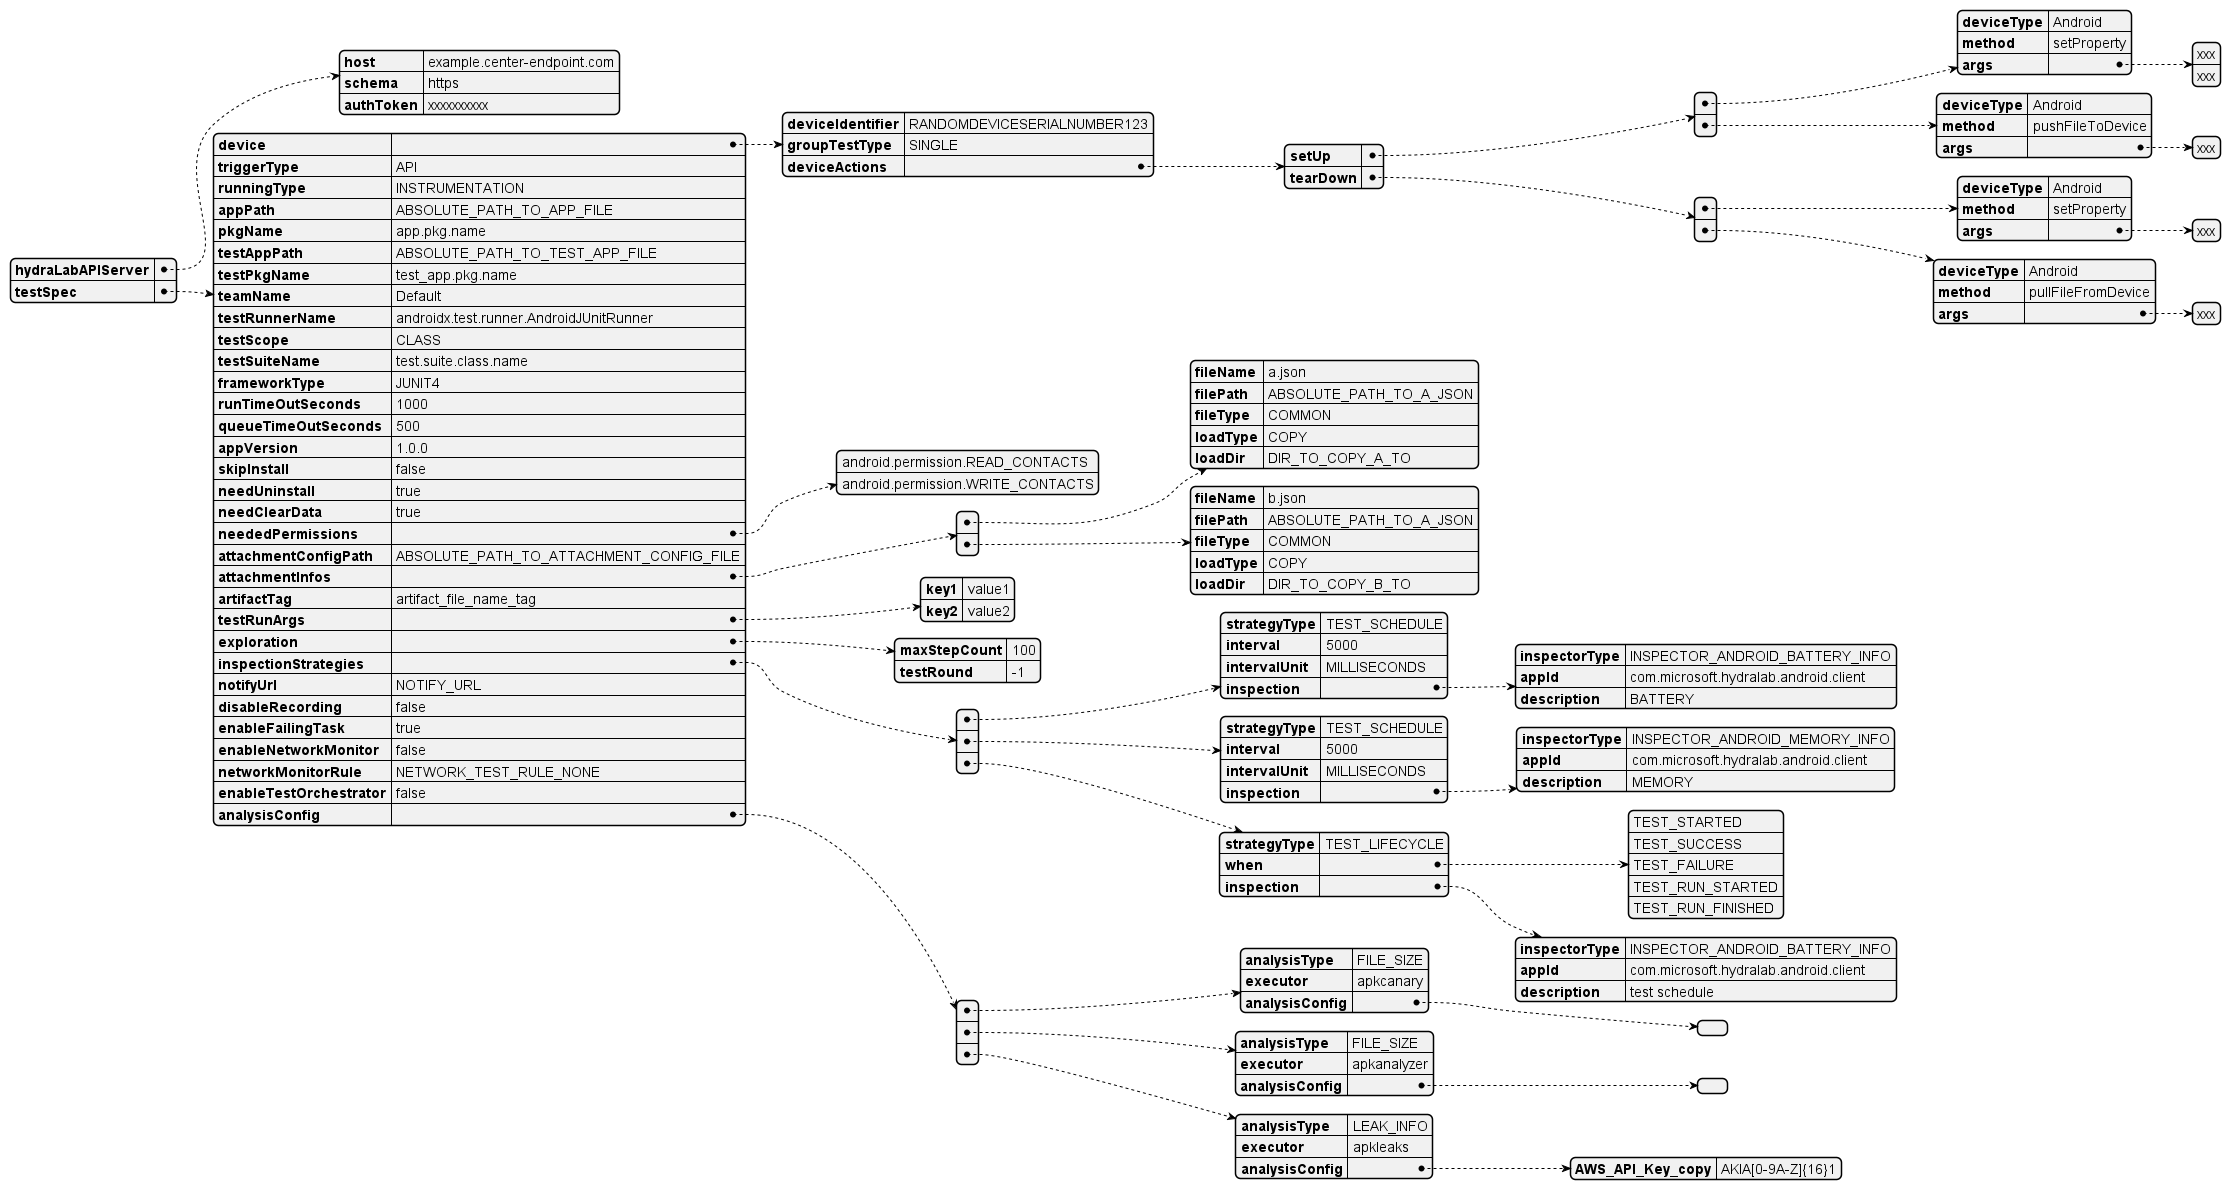 hydraLabAPIServer
testSpec
host example.center-endpoint.com
schema https
authToken xxxxxxxxxx
device
triggerType API
runningType INSTRUMENTATION
appPath ABSOLUTE_PATH_TO_APP_FILE
pkgName app.pkg.name
testAppPath ABSOLUTE_PATH_TO_TEST_APP_FILE
testPkgName test_app.pkg.name
teamName Default
testRunnerName androidx.test.runner.AndroidJUnitRunner
testScope CLASS
testSuiteName test.suite.class.name
frameworkType JUNIT4
runTimeOutSeconds 1000
queueTimeOutSeconds 500
appVersion 1.0.0
skipInstall false
needUninstall true
needClearData true
neededPermissions
attachmentConfigPath ABSOLUTE_PATH_TO_ATTACHMENT_CONFIG_FILE
attachmentInfos
artifactTag artifact_file_name_tag
testRunArgs
exploration
inspectionStrategies
notifyUrl NOTIFY_URL
disableRecording false
enableFailingTask true
enableNetworkMonitor false
networkMonitorRule NETWORK_TEST_RULE_NONE
enableTestOrchestrator false
analysisConfig
deviceIdentifier RANDOMDEVICESERIALNUMBER123
groupTestType SINGLE
deviceActions
setUp
tearDown
deviceType Android
method setProperty
args
xxx
xxx
deviceType Android
method pushFileToDevice
args
xxx
deviceType Android
method setProperty
args
xxx
deviceType Android
method pullFileFromDevice
args
xxx
android.permission.READ_CONTACTS
android.permission.WRITE_CONTACTS
fileName a.json
filePath ABSOLUTE_PATH_TO_A_JSON
fileType COMMON
loadType COPY
loadDir DIR_TO_COPY_A_TO
fileName b.json
filePath ABSOLUTE_PATH_TO_A_JSON
fileType COMMON
loadType COPY
loadDir DIR_TO_COPY_B_TO
key1 value1
key2 value2
maxStepCount 100
testRound -1
strategyType TEST_SCHEDULE
interval 5000
intervalUnit MILLISECONDS
inspection
inspectorType INSPECTOR_ANDROID_BATTERY_INFO
appId com.microsoft.hydralab.android.client
description BATTERY
strategyType TEST_SCHEDULE
interval 5000
intervalUnit MILLISECONDS
inspection
inspectorType INSPECTOR_ANDROID_MEMORY_INFO
appId com.microsoft.hydralab.android.client
description MEMORY
strategyType TEST_LIFECYCLE
when
inspection
TEST_STARTED
TEST_SUCCESS
TEST_FAILURE
TEST_RUN_STARTED
TEST_RUN_FINISHED
inspectorType INSPECTOR_ANDROID_BATTERY_INFO
appId com.microsoft.hydralab.android.client
description test schedule
analysisType FILE_SIZE
executor apkcanary
analysisConfig
analysisType FILE_SIZE
executor apkanalyzer
analysisConfig
analysisType LEAK_INFO
executor apkleaks
analysisConfig
AWS_API_Key_copy AKIA[0-9A-Z]{16}1